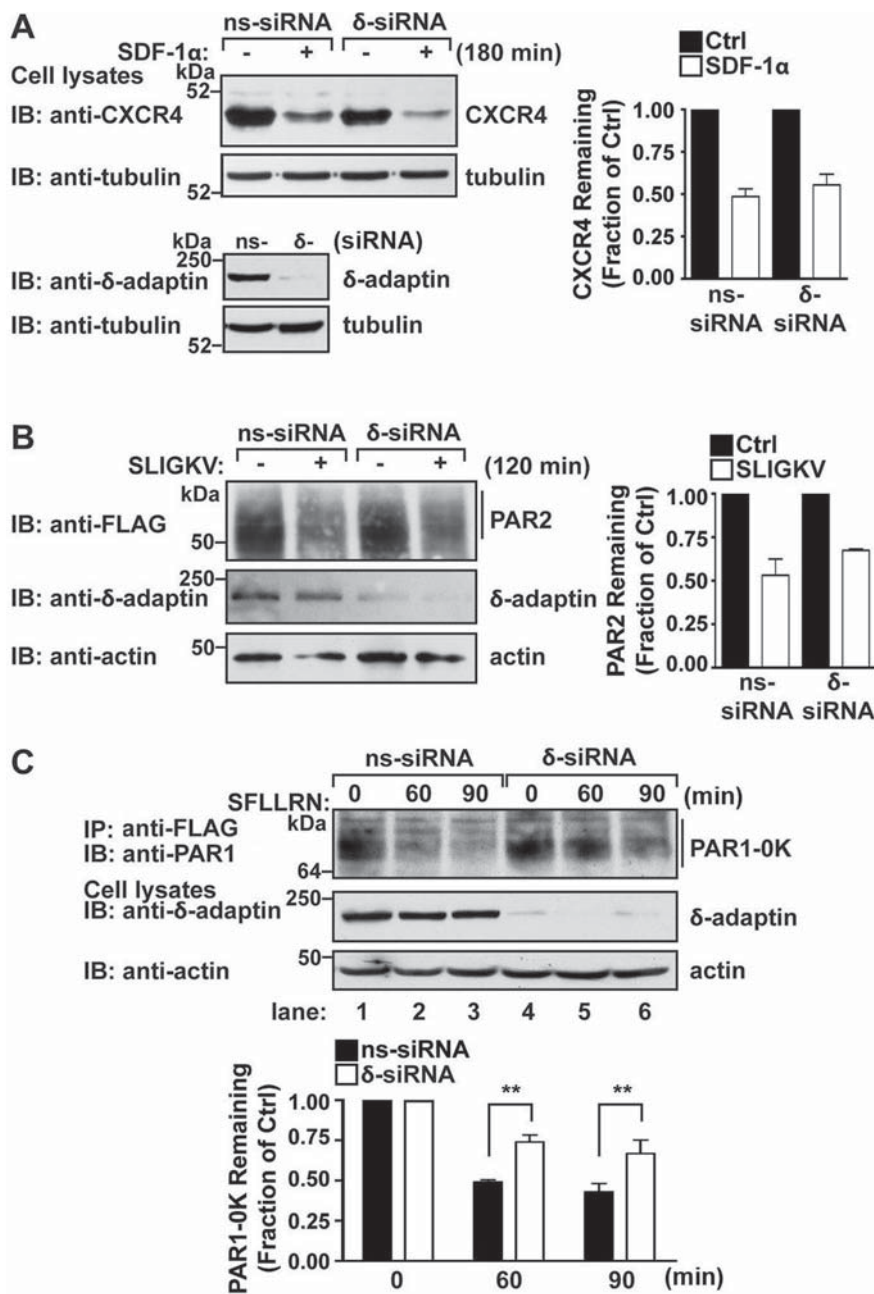 A
ns-siRNA δ-siRNA
SDF-1α: - + - + (180 min)
Cell lysates kDa
52
IB: anti-CXCR4 CXCR4
IB: anti-tubulin tubulin
52
kDa ns- δ- (siRNA)
250
IB: anti-δ-adaptin δ-adaptin
IB: anti-tubulin tubulin
52
Ctrl
SDF-1α
CXCR4 Remaining
(Fraction of Ctrl)
1.00
0.75
0.50
0.25
0.00
ns- δ-
siRNA siRNA
B
ns-siRNA δ-siRNA
SLIGKV: - + - + (120 min)
kDa
IB: anti-FLAG PAR2
50
250
IB: anti-δ-adaptin δ-adaptin
50
IB: anti-actin actin
Ctrl
SLIGKV
PAR2 Remaining
(Fraction of Ctrl)
1.00
0.75
0.50
0.25
0.00
ns- δ-
siRNA siRNA
C
ns-siRNA δ-siRNA
SFLLRN: 0 60 90 0 60 90 (min)
IP: anti-FLAG kDa
IB: anti-PAR1 PAR1-0K
64
Cell lysates 250
IB: anti-δ-adaptin δ-adaptin
50
IB: anti-actin actin
lane: 1 2 3 4 5 6
ns-siRNA
δ-siRNA
PAR1-0K Remaining
(Fraction of Ctrl)
1.00
0.75
0.50
0.25
0.00
** **
0 60 90 (min)